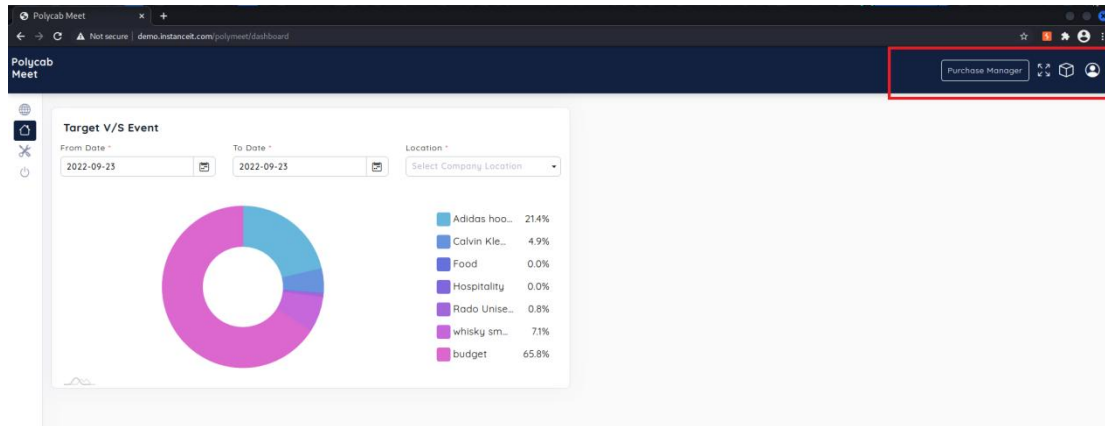 Polycab Meet
Not secure | demo.instanceit.com/polymeet/dashboard
Polycab
Meet
Purchase Manager
Target V/S Event
From Date * To Date * Location *
2022-09-23 2022-09-23 Select Company Location
Adidas hoo... 21.4%
Calvin Kle... 4.9%
Food 0.0%
Hospitality 0.0%
Rado Unise... 0.8%
whisky sm... 7.1%
budget 65.8%